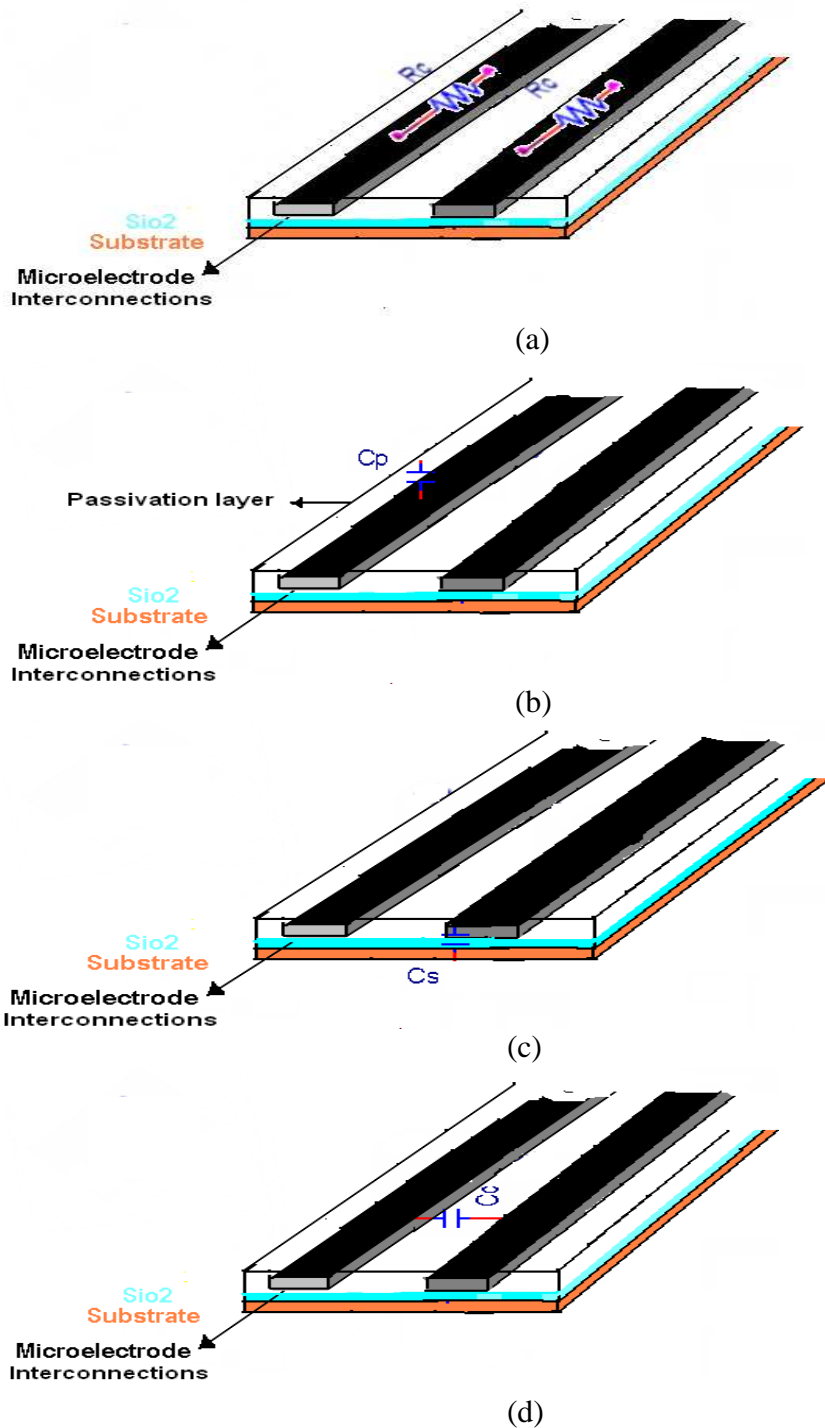 Rc
Rc
Sio2
Substrate
Microelectrode
Interconnections
(a)
Cp
Passivation layer
Sio2
Substrate
Microelectrode
Interconnections
(b)
Sio2
Substrate
Cs
Microelectrode
Interconnections
(c)
Cc
Sio2
Substrate
Microelectrode
Interconnections
(d)